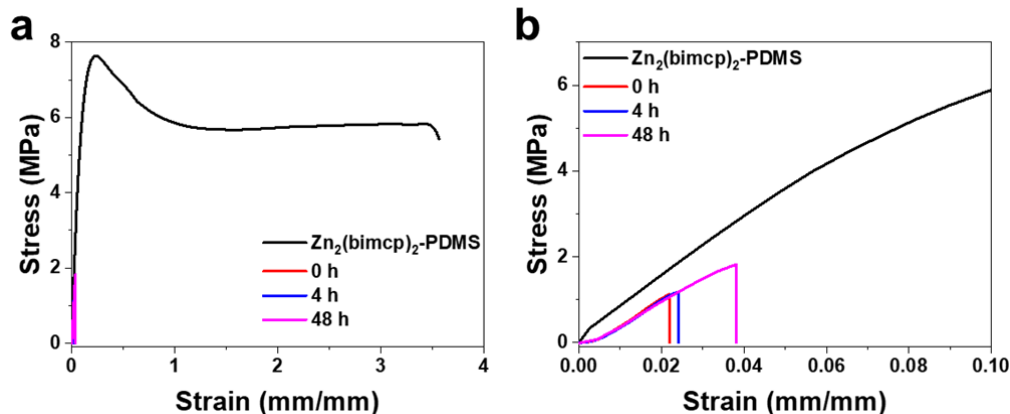 a
8
6
4
2
0
Stress (MPa)
Zn₂(bimcp)₂-PDMS
0 h
4 h
48 h
0
1
2
3
4
Strain (mm/mm)
b
6
4
2
0
Stress (MPa)
Zn₂(bimcp)₂-PDMS
0 h
4 h
48 h
0.00
0.02
0.04
0.06
0.08
0.10
Strain (mm/mm)